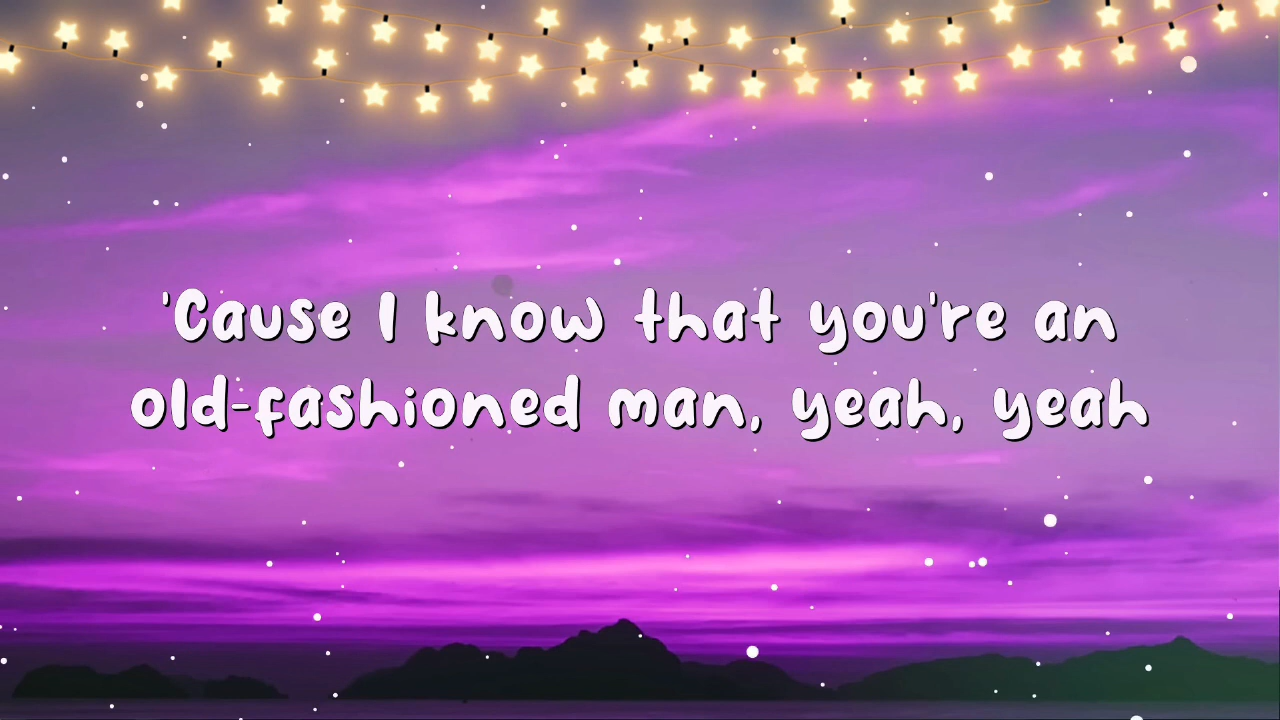 'Cause I know that you're an
old-fashioned man, yeah, yeah